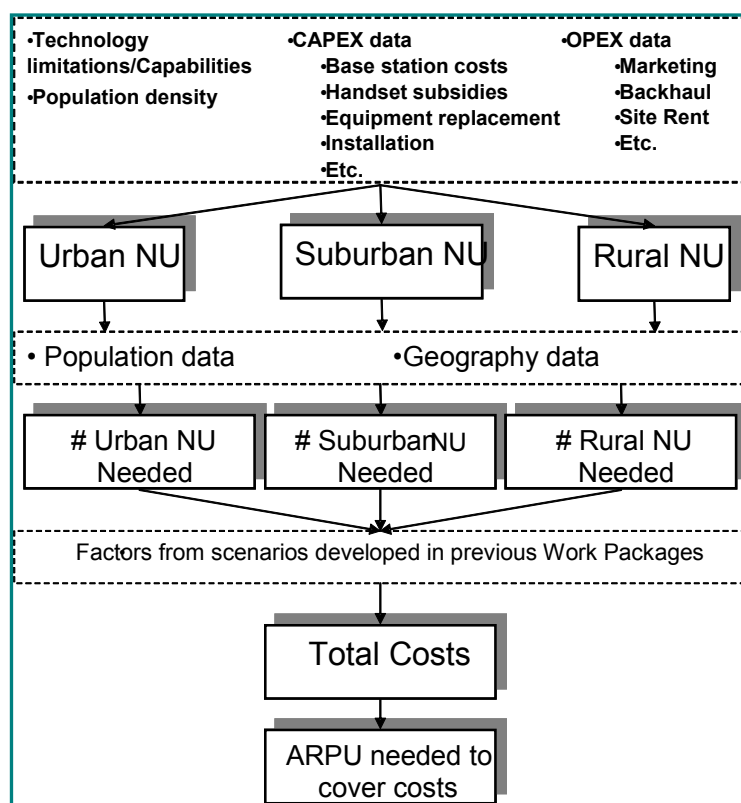 •Technology
limitations/Capabilities
•Population density
•CAPEX data
•Base station costs
•Handset subsidies
•Equipment replacement
•Installation
•Etc.
•OPEX data
•Marketing
•Backhaul
•Site Rent
•Etc.
Urban NU
Suburban NU
Rural NU
• Population data
•Geography data
# Urban NU
Needed
# Suburban NU
Needed
# Rural NU
Needed
Factors from scenarios developed in previous Work Packages
Total Costs
ARPU needed to
cover costs